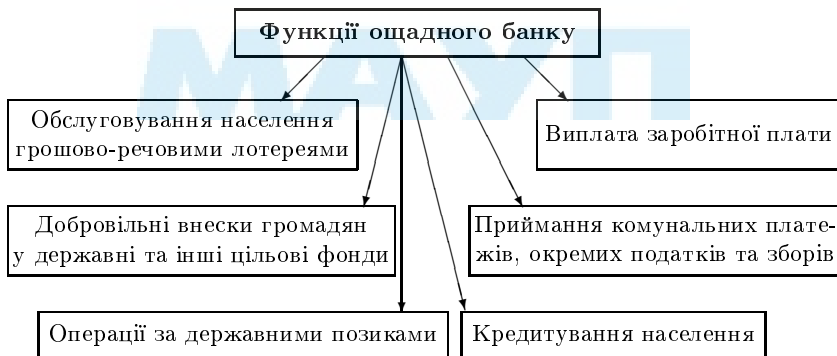 Функції ощадного банку
МАУП
Обслуговування населення
грошово-речовими лотереями
Виплата заробітної плати
Добровільні внески громадян
у державні та інші цільові фонди
Приймання комунальних плате-
жів, окремих податків та зборів
Операції за державними позиками
Кредитування населення